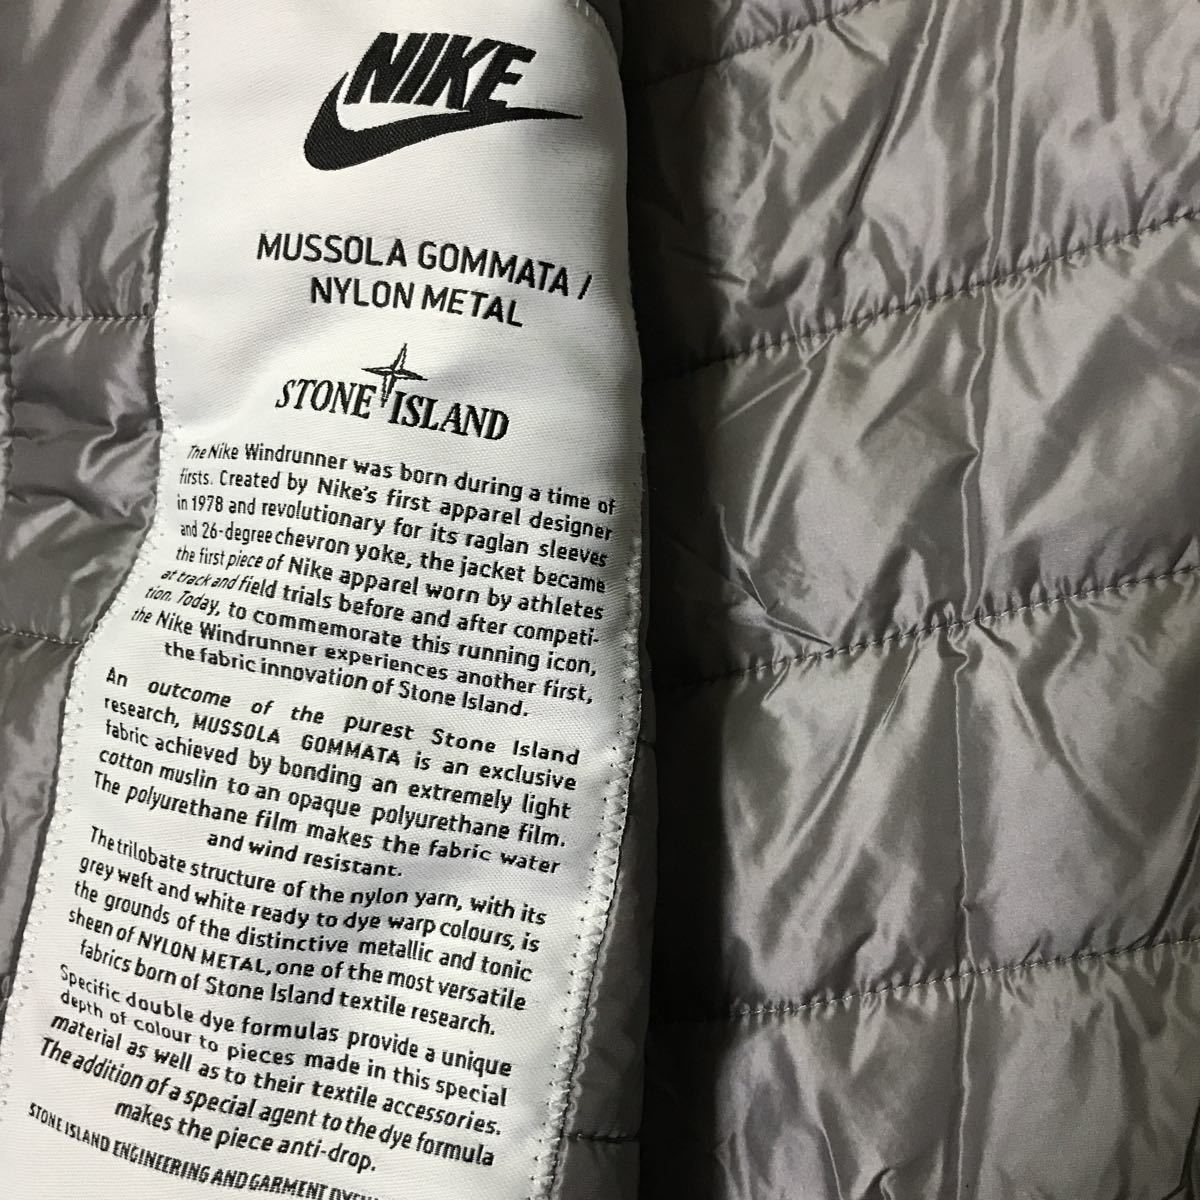 NIKE
MUSSOLA GOMMATA /
NYLON METAL
STONE ISLAND
The Nike Windrunner was born during a time of
firsts. Created by Nike's first apparel designer
in 1978 and revolutionary for its raglan sleeves
and 26-degree chevron yoke, the jacket became
the first piece of Nike apparel worn by athletes
at track and field trials before and after competi-
tion. Today, to commemorate this running icon,
the Nike Windrunner experiences another first,
the fabric innovation of Stone Island.
An outcome of the purest Stone Island
research, MUSSOLA GOMMATA is an exclusive
fabric achieved by bonding an extremely light
cotton muslin to an opaque polyurethane film.
The polyurethane film makes the fabric water
and wind resistant.
The trilobate structure of the nylon yarn, with its
grey weft and white ready to dye warp colours, is
the grounds of the distinctive metallic and tonic
sheen of NYLON METAL, one of the most versatile
fabrics born of Stone Island textile research.
Specific double dye formulas provide a unique
depth of colour to pieces made in this special
material as well as to their textile accessories.
The addition of a special agent to the dye formula
makes the piece anti-drop.
STONE ISLAND ENGINEERING AND GARMENT